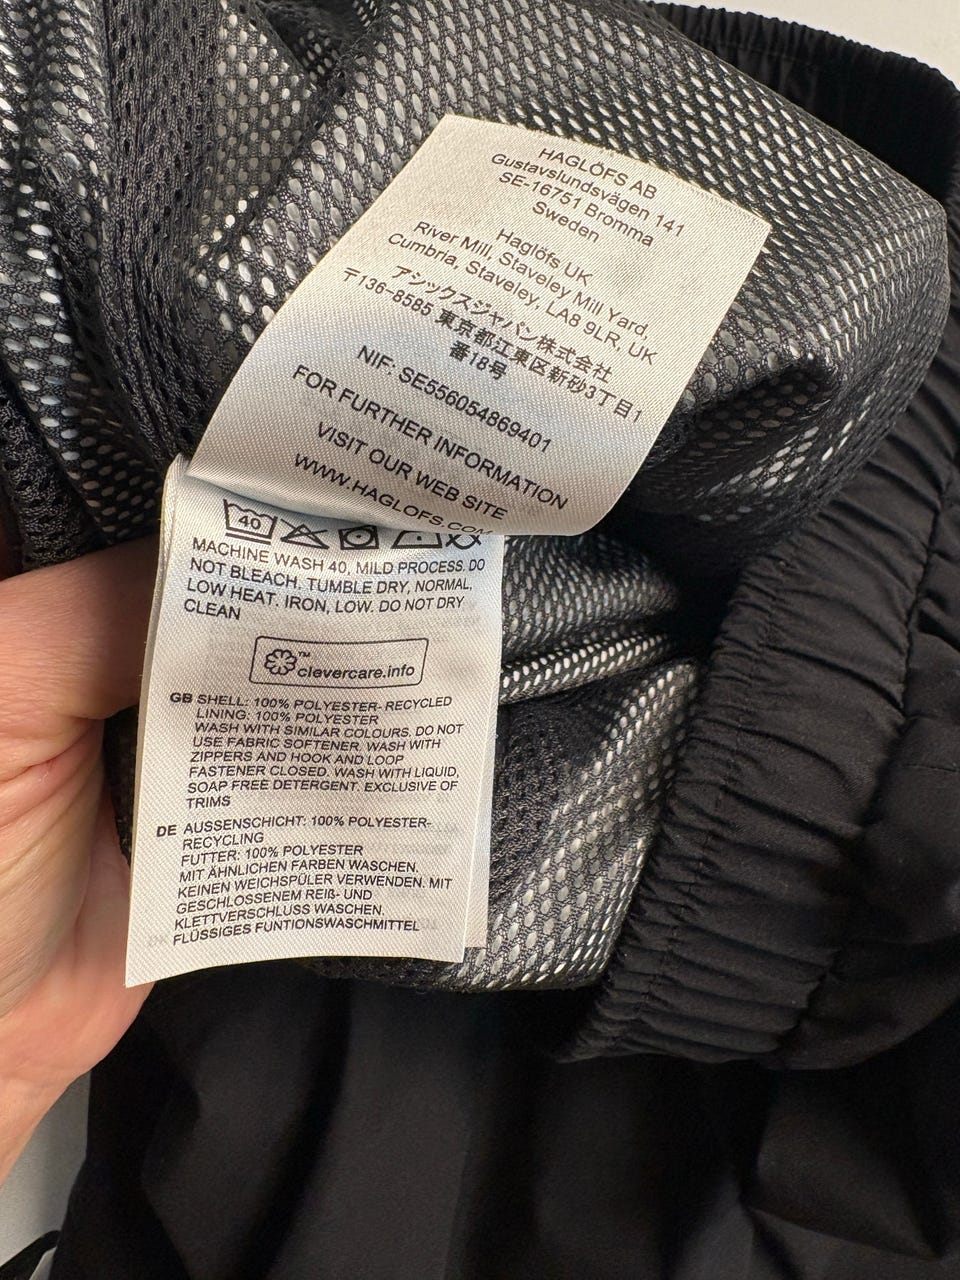 HAGLÖFS AB
Gustavslundsvägen 141
SE-16751 Bromma
Sweden
Haglöfs UK
River Mill, Staveley Mill Yard,
Cumbria, Staveley, LA8 9LR, UK
アシックスジャパン株式会社
〒136-8585 東京都江東区新砂3丁目1
番18号
NIF: SE556054869401
FOR FURTHER INFORMATION
VISIT OUR WEB SITE
WWW.HAGLOFS.COM
40
MACHINE WASH 40, MILD PROCESS. DO
NOT BLEACH. TUMBLE DRY, NORMAL,
LOW HEAT. IRON, LOW. DO NOT DRY
CLEAN
™
clevercare.info
GB SHELL: 100% POLYESTER- RECYCLED
LINING: 100% POLYESTER
WASH WITH SIMILAR COLOURS. DO NOT
USE FABRIC SOFTENER. WASH WITH
ZIPPERS AND HOOK AND LOOP
FASTENER CLOSED. WASH WITH LIQUID,
SOAP FREE DETERGENT. EXCLUSIVE OF
TRIMS
DE AUSSENSCHICHT: 100% POLYESTER-
RECYCLING
FUTTER: 100% POLYESTER
MIT ÄHNLICHEN FARBEN WASCHEN.
KEINEN WEICHSPÜLER VERWENDEN. MIT
GESCHLOSSENEM REIß- UND
KLETTVERSCHLUSS WASCHEN.
FLÜSSIGES FUNTIONSWASCHMITTEL